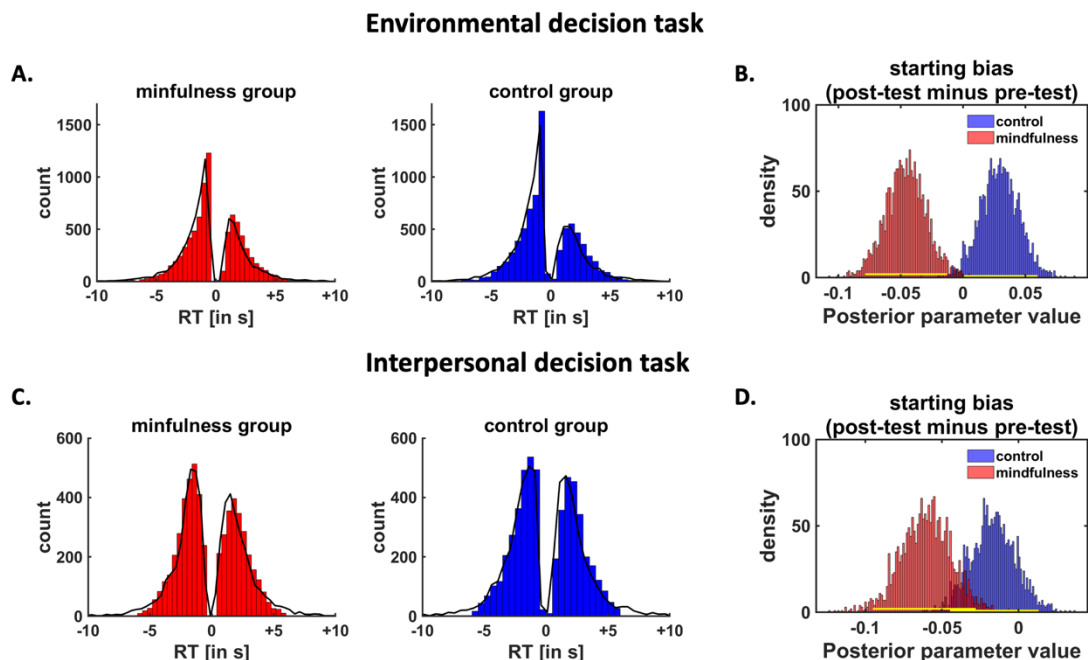 Environmental decision task
A.
minfulness group
count
1500
1000
500
0
-10
-5
0
+5
+10
RT [in s]
control group
count
1500
1000
500
0
-10
-5
0
+5
+10
RT [in s]
B.
starting bias
(post-test minus pre-test)
density
100
50
0
control
mindfulness
-0.1
-0.05
0
0.05
Posterior parameter value
Interpersonal decision task
C.
minfulness group
count
600
400
200
0
-10
-5
0
+5
+10
RT [in s]
control group
count
600
400
200
0
-10
-5
0
+5
+10
RT [in s]
D.
starting bias
(post-test minus pre-test)
density
100
50
0
control
mindfulness
-0.1
-0.05
0
Posterior parameter value